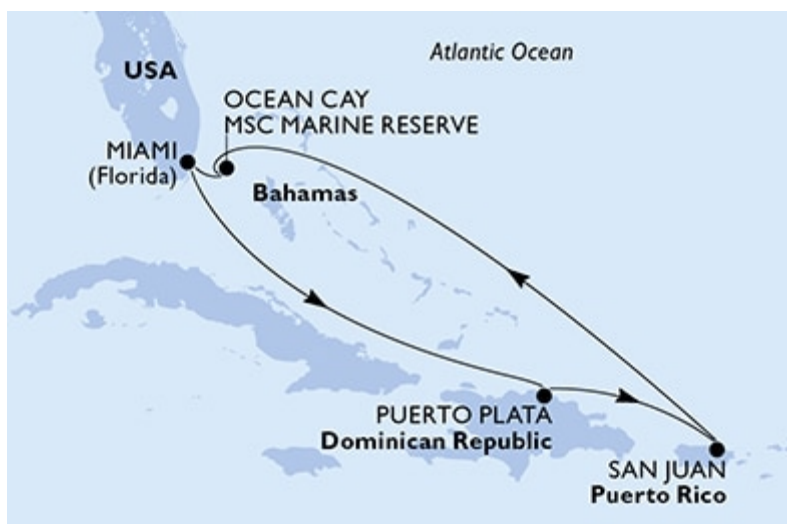 Atlantic Ocean
USA
OCEAN CAY
MSC MARINE RESERVE
MIAMI
(Florida)
Bahamas
PUERTO PLATA
Dominican Republic
SAN JUAN
Puerto Rico